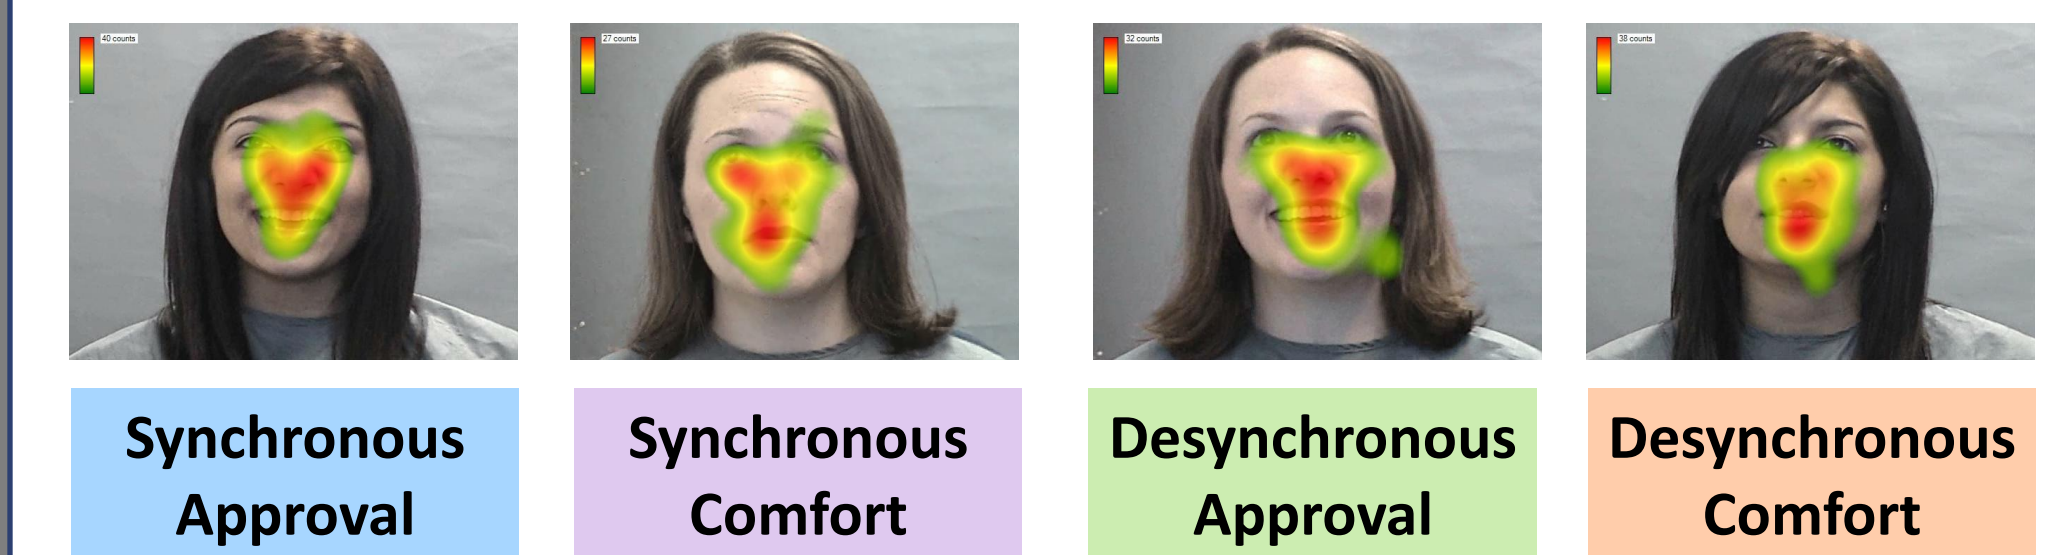 40 counts
27 counts
32 counts
38 counts
Synchronous
Approval
Synchronous
Comfort
Desynchronous
Approval
Desynchronous
Comfort